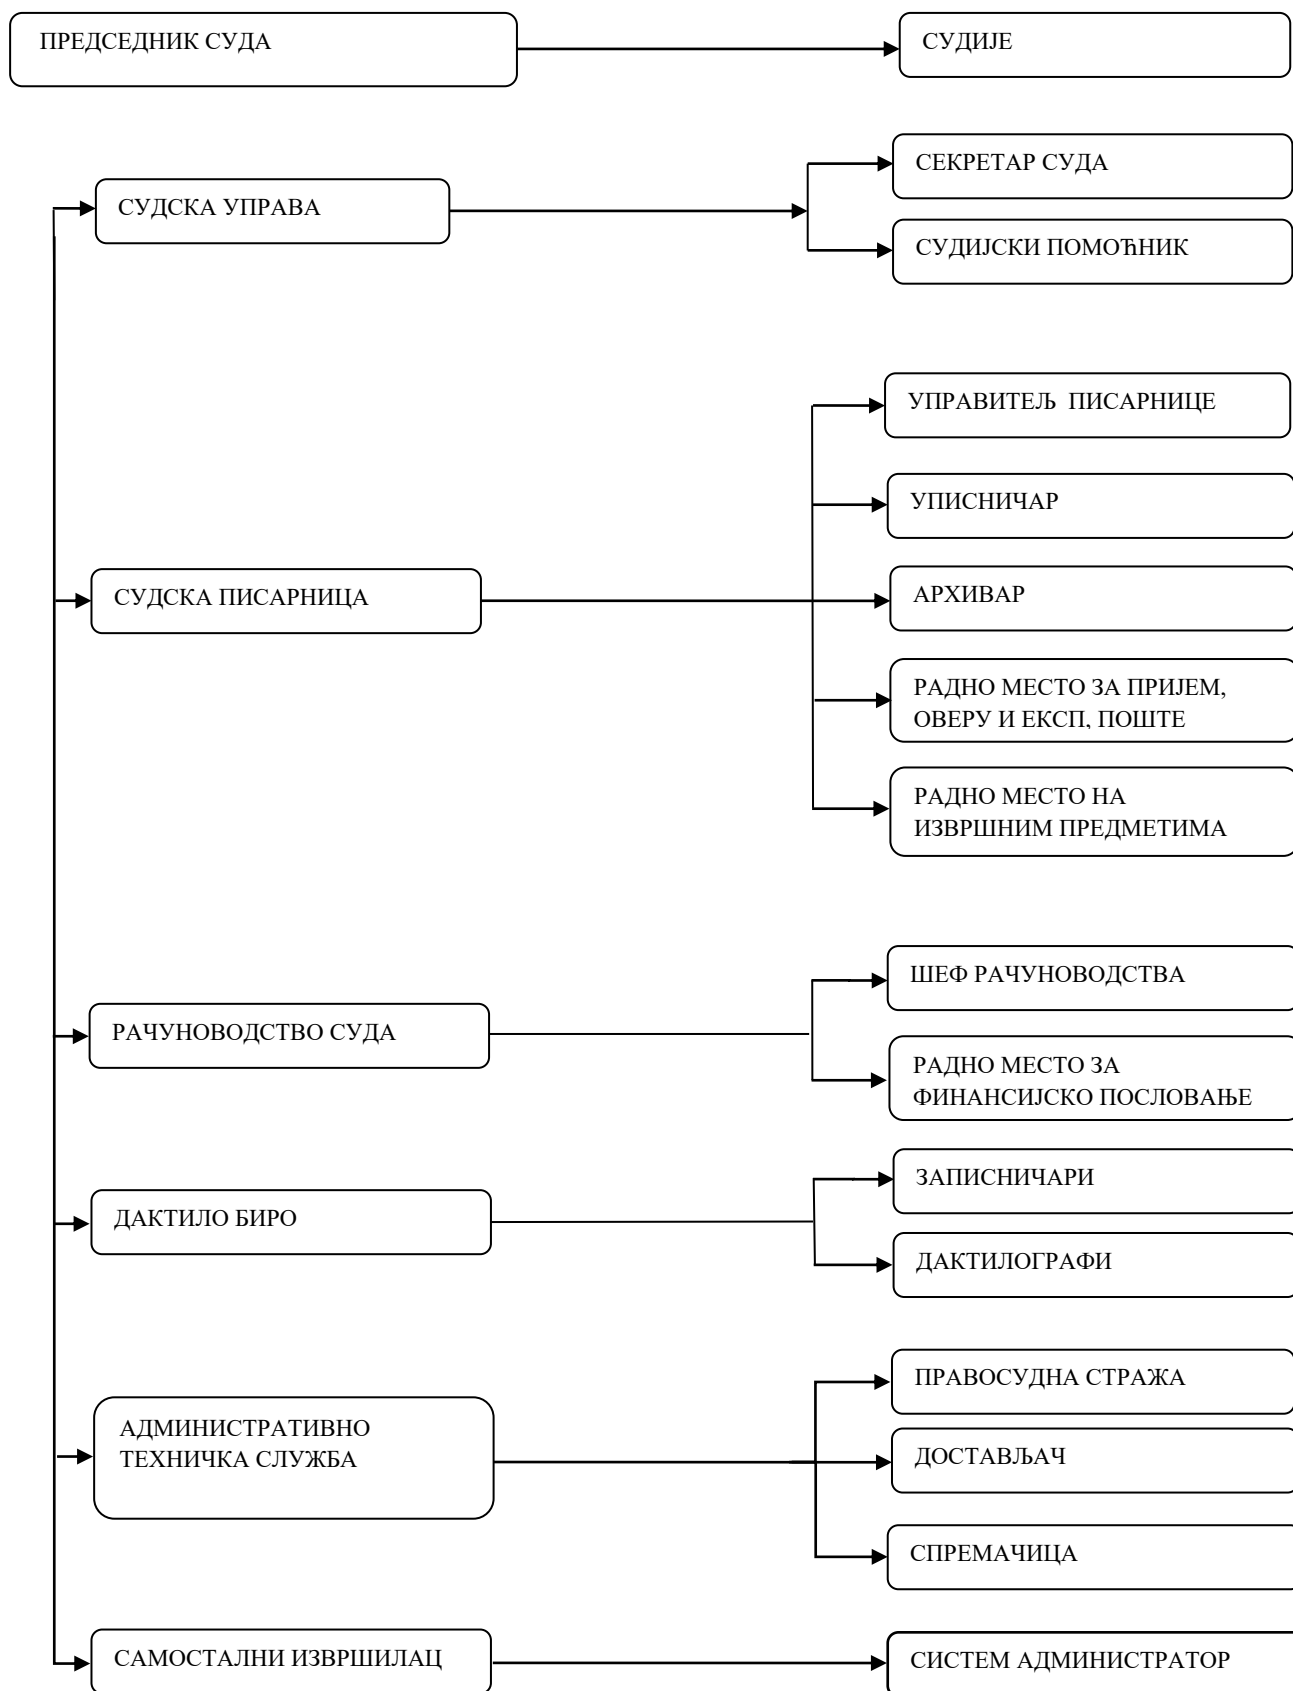 ПРЕДСЕДНИК СУДА
СУДИЈЕ
СУДСКА УПРАВА
СЕКРЕТАР СУДА
СУДИЈСКИ ПОМОЋНИК
СУДСКА ПИСАРНИЦА
УПРАВИТЕЉ ПИСАРНИЦЕ
УПИСНИЧАР
АРХИВАР
РАДНО МЕСТО ЗА ПРИЈЕМ,
ОВЕРУ И ЕКСП, ПОШТЕ
РАДНО МЕСТО НА
ИЗВРШНИМ ПРЕДМЕТИМА
РАЧУНОВОДСТВО СУДА
ШЕФ РАЧУНОВОДСТВА
РАДНО МЕСТО ЗА
ФИНАНСИЈСКО ПОСЛОВАЊЕ
ДАКТИЛО БИРО
ЗАПИСНИЧАРИ
ДАКТИЛОГРАФИ
АДМИНИСТРАТИВНО
ТЕХНИЧКА СЛУЖБА
ПРАВОСУДНА СТРАЖА
ДОСТАВЉАЧ
СПРЕМАЧИЦА
САМОСТАЛНИ ИЗВРШИЛАЦ
СИСТЕМ АДМИНИСТРАТОР